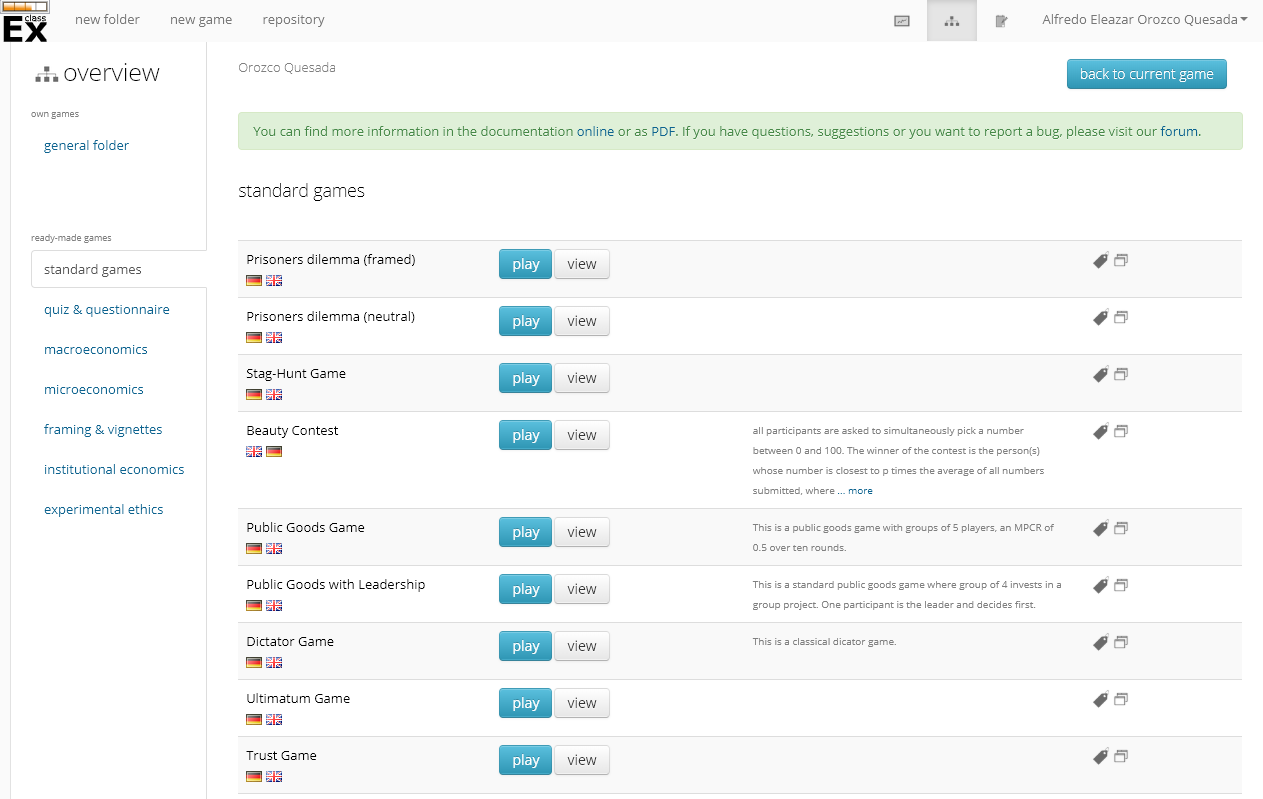 class
Ex
new folder
new game
repository
Alfredo Eleazar Orozco Quesada
overview
own games
general folder
ready-made games
standard games
quiz & questionnaire
macroeconomics
microeconomics
framing & vignettes
institutional economics
experimental ethics
Orozco Quesada
back to current game
You can find more information in the documentation online or as PDF. If you have questions, suggestions or you want to report a bug, please visit our forum.
standard games
Prisoners dilemma (framed)
play
view
Prisoners dilemma (neutral)
play
view
Stag-Hunt Game
play
view
Beauty Contest
play
view
all participants are asked to simultaneously pick a number
between 0 and 100. The winner of the contest is the person(s)
whose number is closest to p times the average of all numbers
submitted, where ... more
Public Goods Game
play
view
This is a public goods game with groups of 5 players, an MPCR of
0.5 over ten rounds.
Public Goods with Leadership
play
view
This is a standard public goods game where group of 4 invests in a
group project. One participant is the leader and decides first.
Dictator Game
play
view
This is a classical dicator game.
Ultimatum Game
play
view
Trust Game
play
view